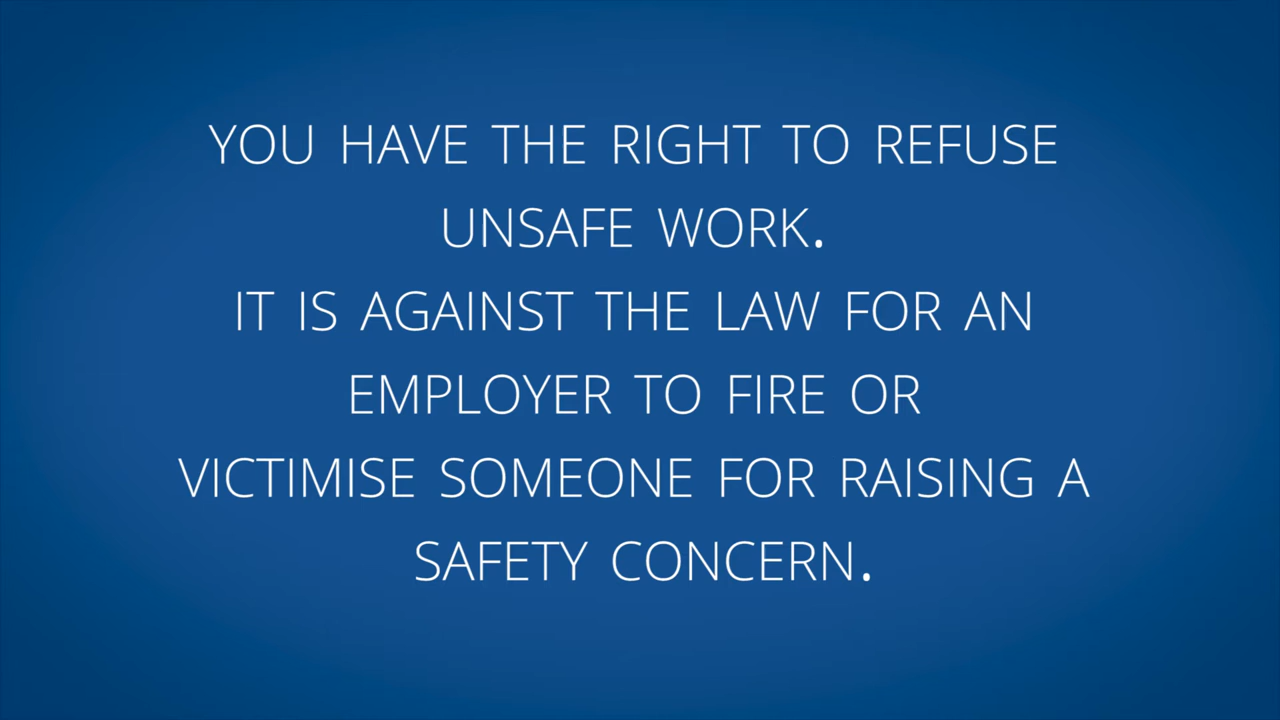 YOU HAVE THE RIGHT TO REFUSE
UNSAFE WORK.
IT IS AGAINST THE LAW FOR AN
EMPLOYER TO FIRE OR
VICTIMISE SOMEONE FOR RAISING A
SAFETY CONCERN.